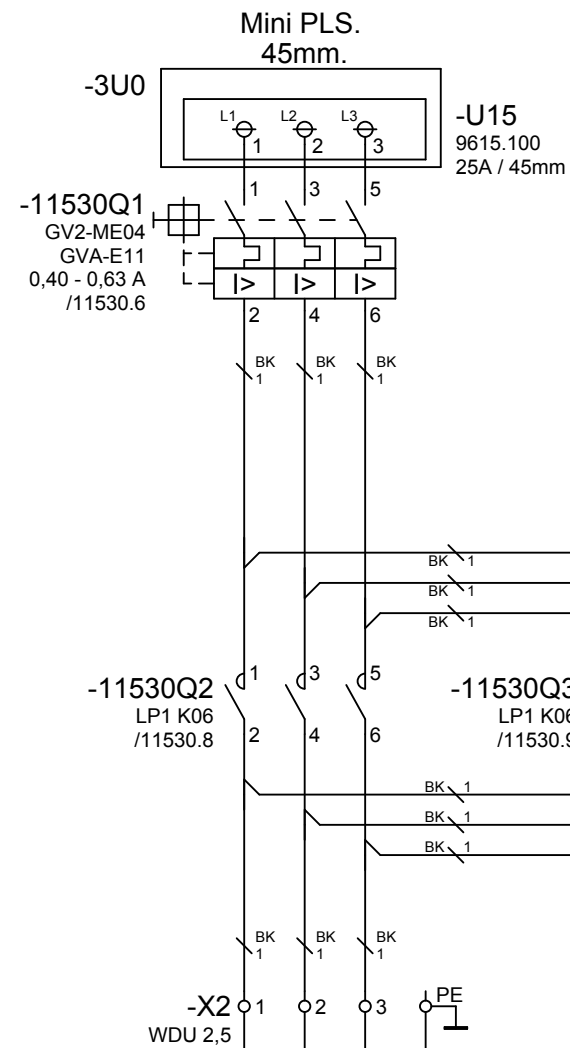 Mini PLS.
45mm.
-3U0
L1 L2 L3
1 2 3
-U15
9615.100
25A / 45mm
1 3 5
-11530Q1
GV2-ME04
GVA-E11
0,40 - 0,63 A
/11530.6
I> I> I>
2 4 6
BK BK BK
1 1 1
BK 1
BK 1
BK 1
1 3 5
-11530Q2
LP1 K06
/11530.8
2 4 6
-11530Q3
LP1 K06
/11530.9
BK 1
BK 1
BK 1
BK BK BK
1 1 1
-X2 1 2 3 PE
WDU 2,5